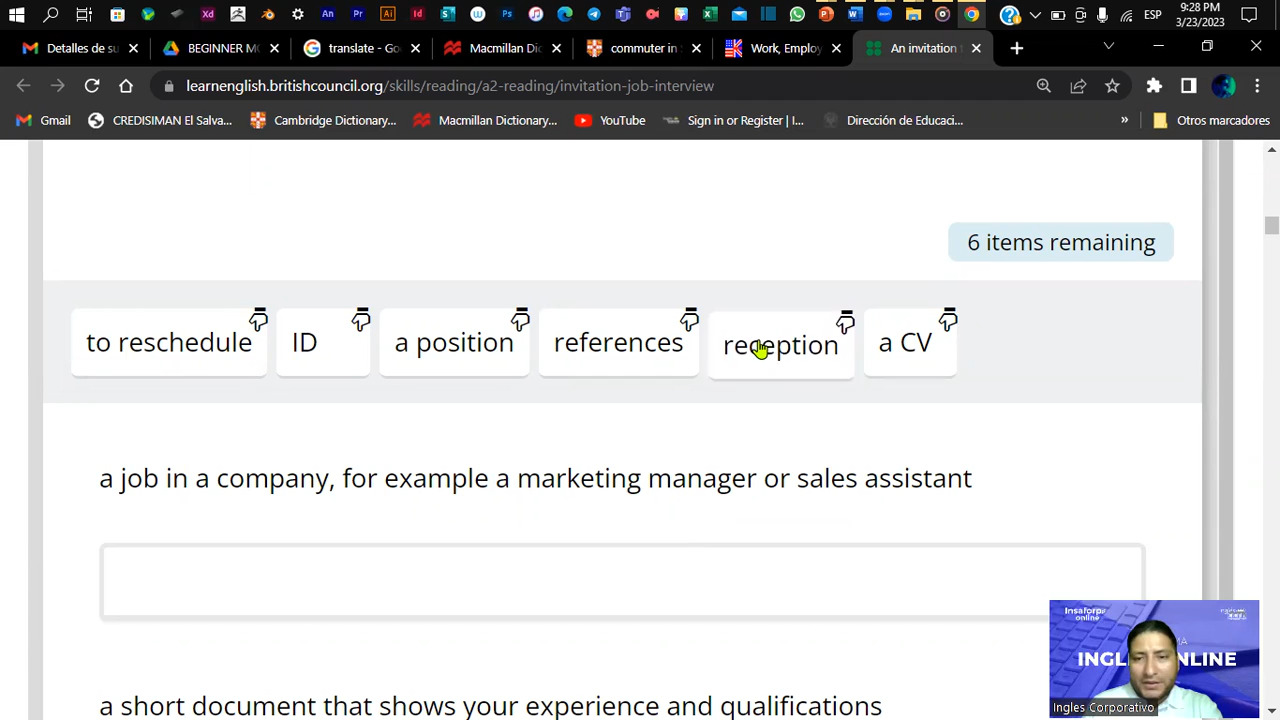 ESP
9:28 PM
3/23/2023
Detalles de su
BEGINNER MC
translate - Goo
Macmillan Dic
commuter in S
Work, Employ
An invitation t
learnenglish.britishcouncil.org/skills/reading/a2-reading/invitation-job-interview
Gmail
CREDISIMAN El Salva...
Cambridge Dictionary...
Macmillan Dictionary...
YouTube
Sign in or Register | I...
Dirección de Educaci...
Otros marcadores
6 items remaining
to reschedule
ID
a position
references
reception
a CV
a job in a company, for example a marketing manager or sales assistant
a short document that shows your experience and qualifications
Insaforp
online
Ingles Corporativo